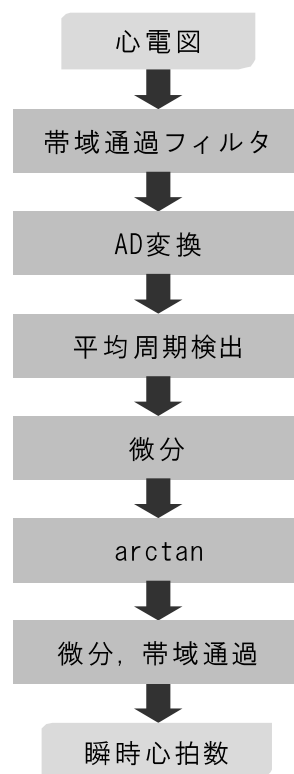 心電図
帯域通過フィルタ
AD変換
平均周期検出
微分
arctan
微分, 帯域通過
瞬時心拍数